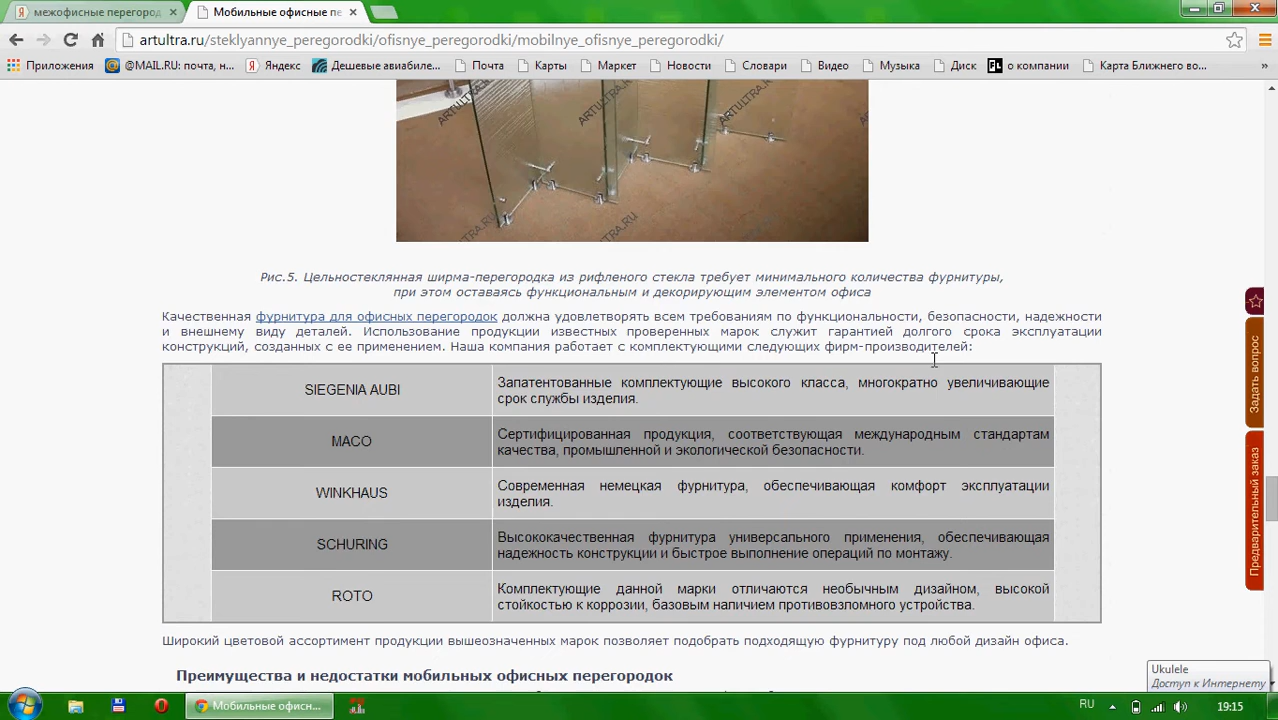 межофисные перегород
Мобильные офисные пе
artultra.ru/steklyannye_peregorodki/ofisnye_peregorodki/mobilnye_ofisnye_peregorodki/
Приложения
@MAIL.RU: почта, н...
Яндекс
Дешевые авиабиле...
Почта
Карты
Маркет
Новости
Словари
Видео
Музыка
Диск
FL
о компании
Карта Ближнего во...
»
ARTULTRA.RU
ARTULTRA.RU
ARTULTRA.RU
ARTULTRA.RU
Рис.5. Цельностеклянная ширма-перегородка из рифленого стекла требует минимального количества фурнитуры,
при этом оставаясь функциональным и декорирующим элементом офиса
Качественная фурнитура для офисных перегородок должна удовлетворять всем требованиям по функциональности, безопасности, надежности
и внешнему виду деталей. Использование продукции известных проверенных марок служит гарантией долгого срока эксплуатации
конструкций, созданных с ее применением. Наша компания работает с комплектующими следующих фирм-производителей:
SIEGENIA AUBI
Запатентованные комплектующие высокого класса, многократно увеличивающие
срок службы изделия.
MACO
Сертифицированная продукция, соответствующая международным стандартам
качества, промышленной и экологической безопасности.
WINKHAUS
Современная немецкая фурнитура, обеспечивающая комфорт эксплуатации
изделия.
SCHURING
Высококачественная фурнитура универсального применения, обеспечивающая
надежность конструкции и быстрое выполнение операций по монтажу.
ROTO
Комплектующие данной марки отличаются необычным дизайном, высокой
стойкостью к коррозии, базовым наличием противовзломного устройства.
Широкий цветовой ассортимент продукции вышеозначенных марок позволяет подобрать подходящую фурнитуру под любой дизайн офиса.
Преимущества и недостатки мобильных офисных перегородок
Задать вопрос
Предварительный заказ
Ukulele
Доступ к Интернету
Мобильные офисн...
RU
19:15